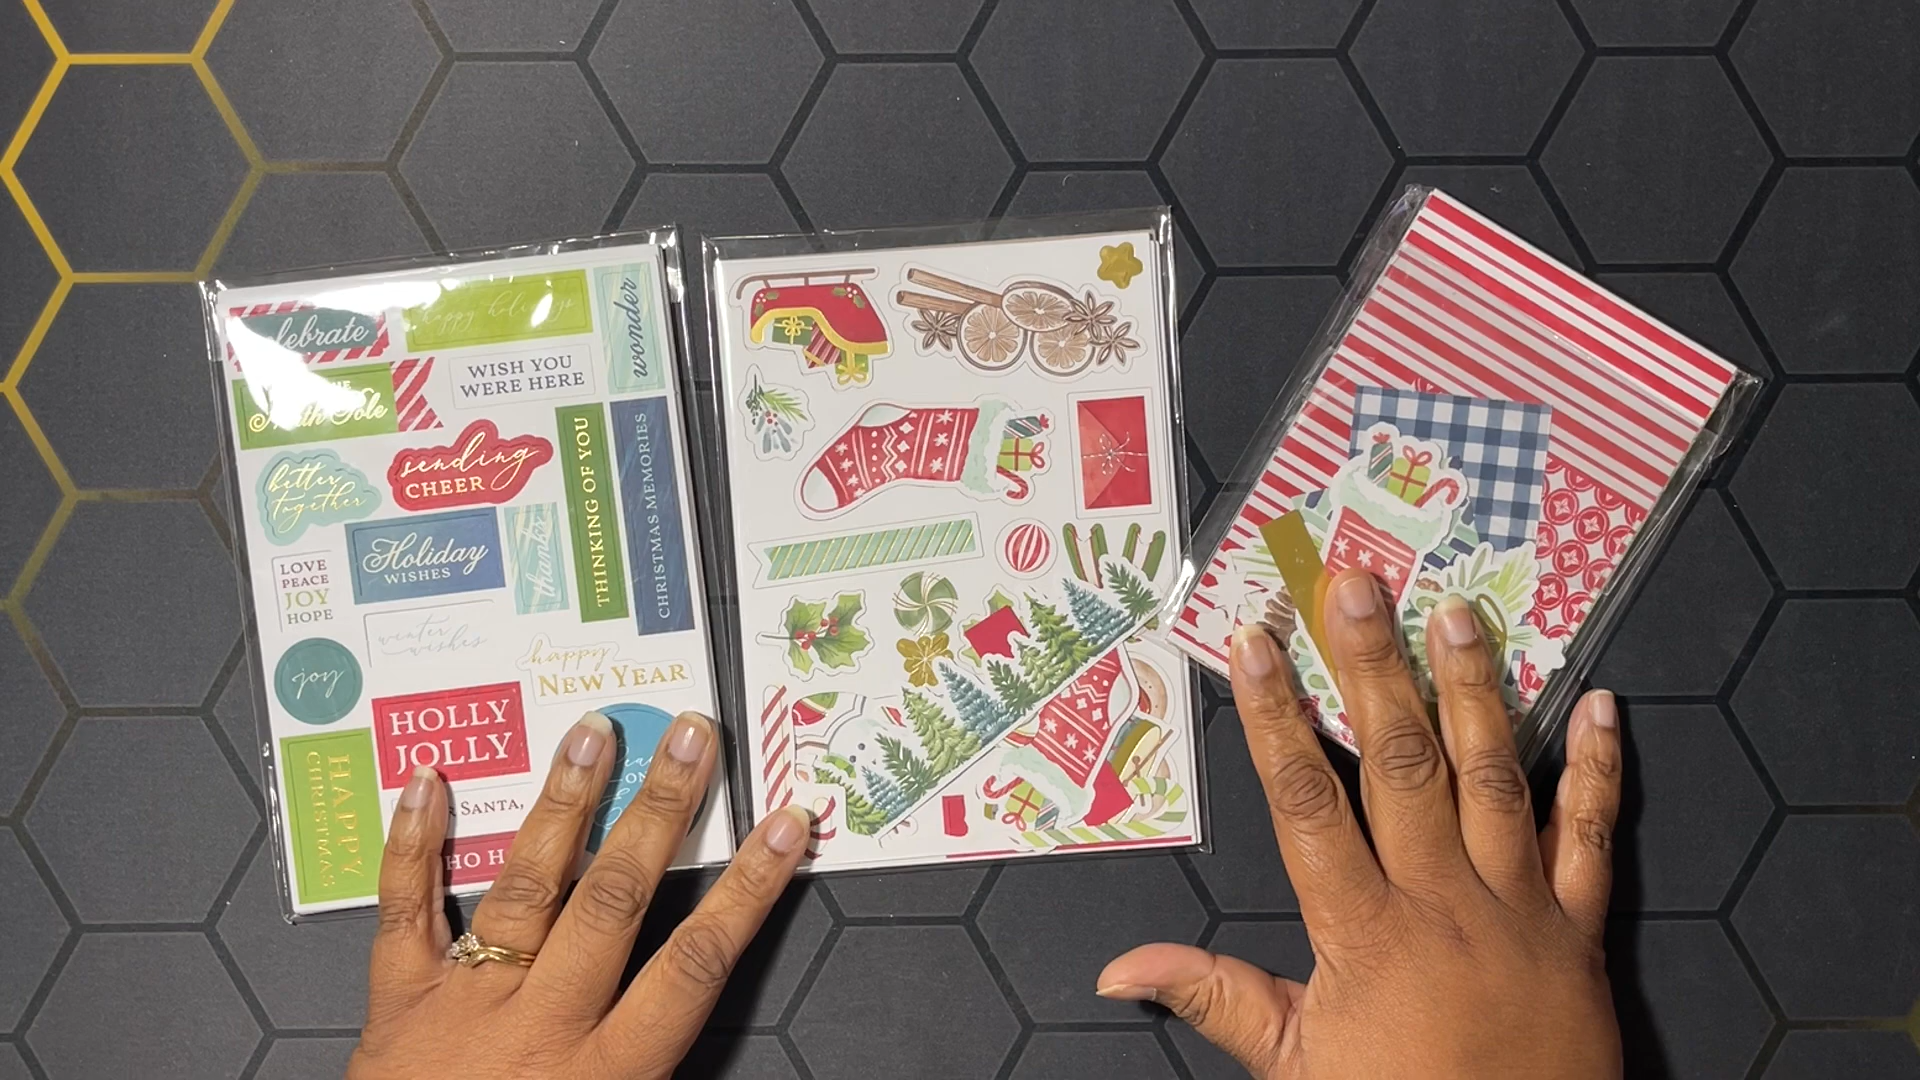 celebrate
happy holidays
wonder
WISH YOU
WERE HERE
North Pole
better
together
sending
CHEER
THINKING OF YOU
CHRISTMAS MEMORIES
LOVE
PEACE
JOY
HOPE
Holiday
WISHES
thanks
winter
wishes
happy
NEW YEAR
joy
HOLLY
JOLLY
HAPPY
CHRISTMAS
SANTA,
HO H
ON